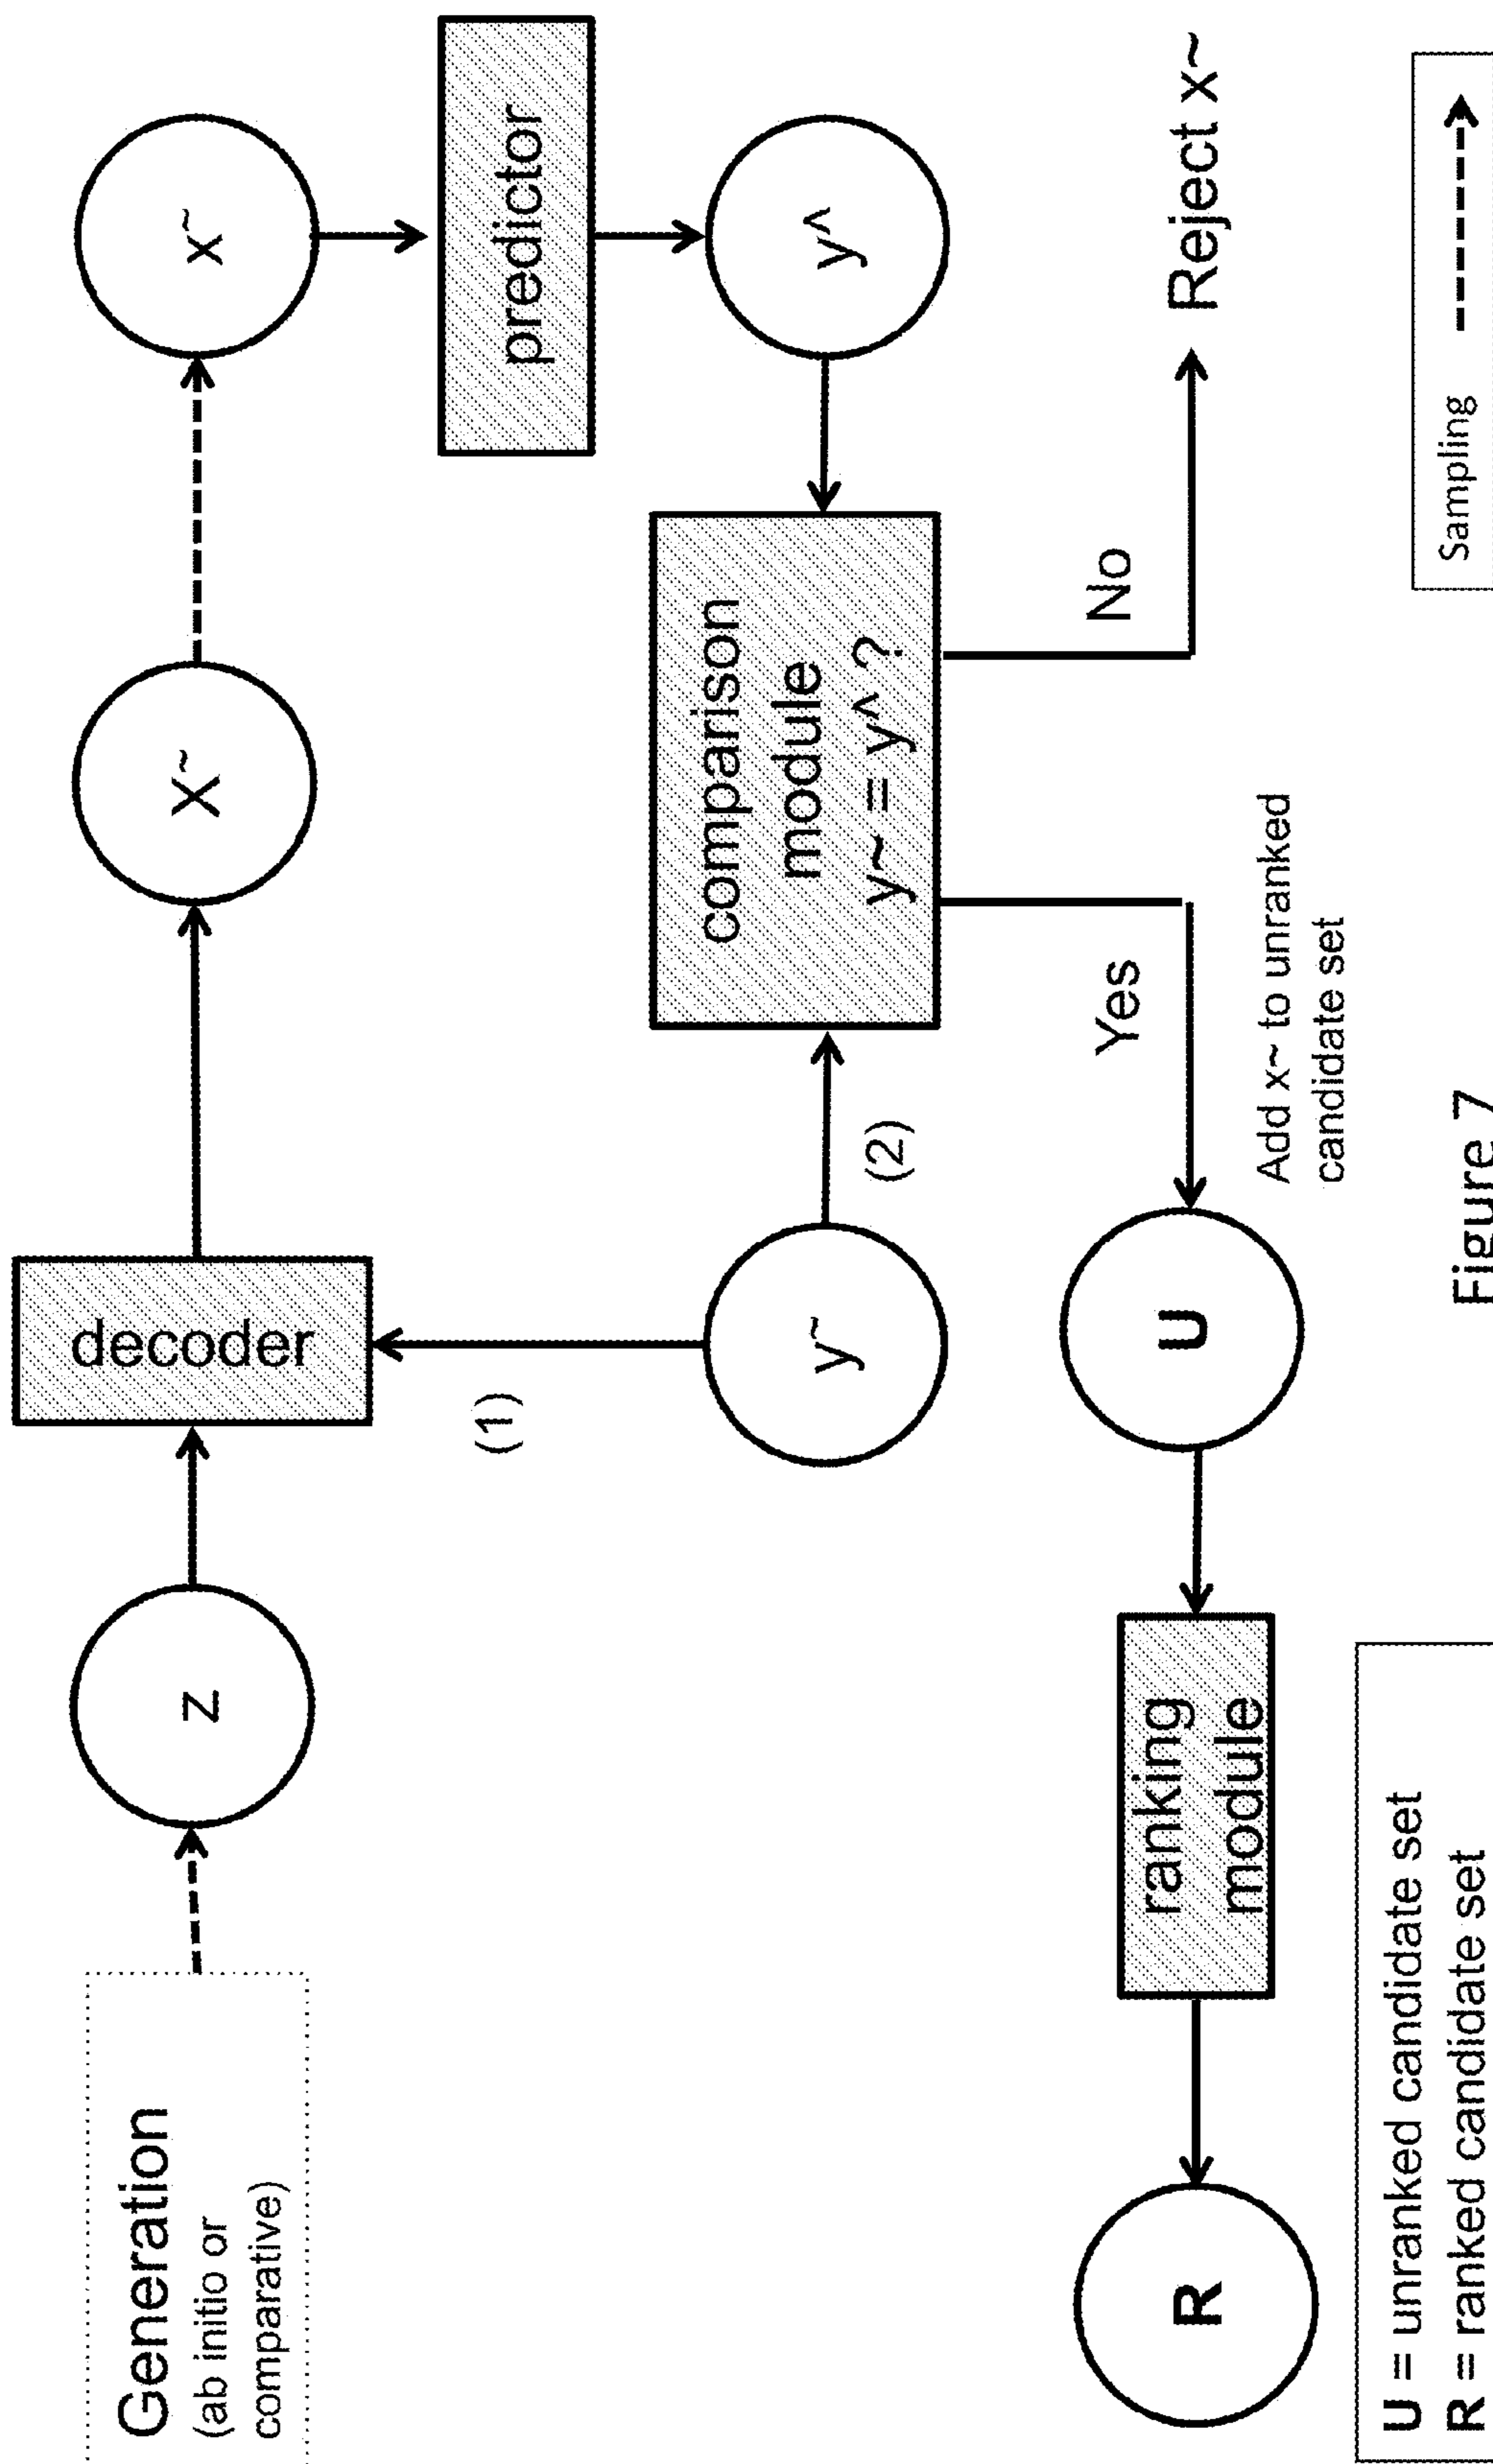 Generation
(ab initio or
comparative)
z
decoder
X~
x~
(1)
predictor
y~
(2)
comparison
module
y~ = y^ ?
y^
Yes
No
Reject x~
Add x~ to unranked
candidate set
R
ranking
module
U
U = unranked candidate set
R = ranked candidate set
Sampling
Figure 7